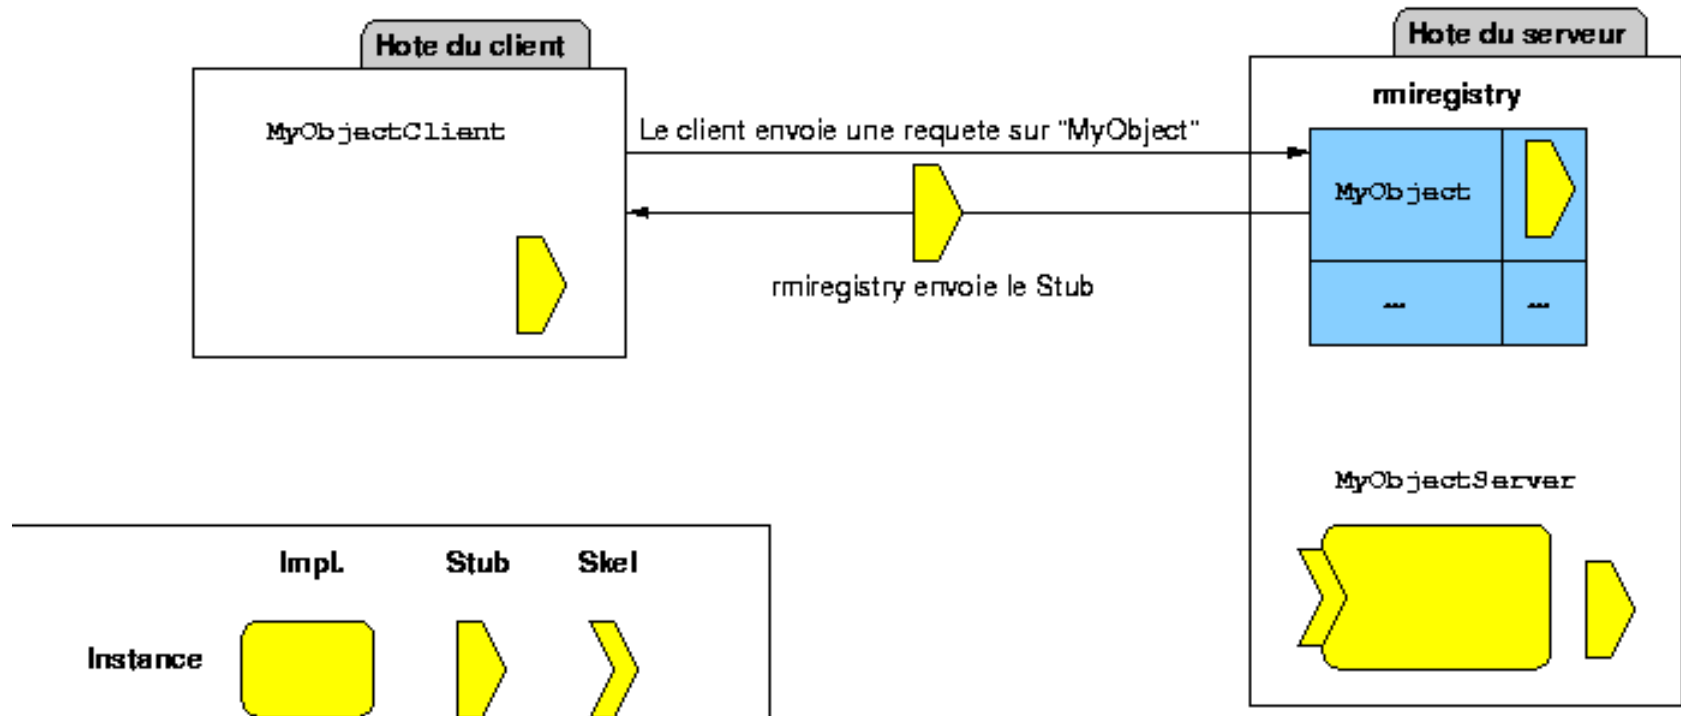 Hote du client
Hote du serveur
rmiregistry
MyObjectClient
Le client envoie une requete sur "MyObject"
MyObject
rmiregistry envoie le Stub
... ...
MyObjectServer
Impl. Stub Skel
Instance